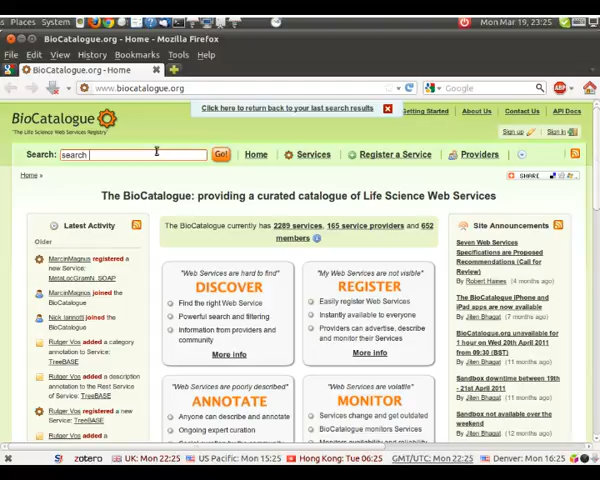 Places System Mon Mar 19, 23:25
BioCatalogue.org - Home - Mozilla Firefox
File Edit View History Bookmarks Tools Help
BioCatalogue.org - Home
www.biocatalogue.org Google
Click here to return back to your last search results
Getting Started About Us Contact Us API Docs
BioCatalogue
"The Life Science Web Services Registry"
Sign up Sign in
Search: search Go! Home Services Register a Service Providers
Home »
SHARE
The BioCatalogue: providing a curated catalogue of Life Science Web Services
Latest Activity
Older
MarcinMagnus registered a
new Service:
MetaLocGramN_SOAP
MarcinMagnus joined the
BioCatalogue
Nick Iannotti joined the
BioCatalogue
Rutger Vos added a
category
annotation to Service:
TreeBASE
Rutger Vos added a
description
annotation to the Rest
Service of Service:
TreeBASE
Rutger Vos registered a
new Service:
TreeBASE
Rutger Vos added a
The BioCatalogue currently has 2289 services, 165 service providers and 652
members
"Web Services are hard to find"
DISCOVER
Find the right Web Service
Powerful search and filtering
Information from providers and
community
More info
"My Web Services are not visible"
REGISTER
Easily register Web Services
Instantly available to everyone
Providers can advertise, describe
and monitor their Services
More info
"Web Services are poorly described"
ANNOTATE
Anyone can describe and annotate
Ongoing expert curation
"Web Services are volatile"
MONITOR
Services change and get outdated
BioCatalogue monitors Services
Site Announcements
Seven Web Services
Specifications are Proposed
Recommendations (Call for
Review)
By Robert Haines (4 days)
The BioCatalogue iPhone and
iPad apps are now available
By Jiten Bhagat (7 months)
BioCatalogue.org unavailable for
1 hour on Wed 20th April 2011
from 09:30 (BST)
By Jiten Bhagat (11 months)
Sandbox downtime between 19th
- 21st April 2011
By Jiten Bhagat (11 months)
Sandbox not available over the
weekend
By Jiten Bhagat (12 months)
zotero UK: Mon 22:25 US Pacific: Mon 15:25 Hong Kong: Tue 06:25 GMT/UTC: Mon 22:25 Denver: Mon 16:25